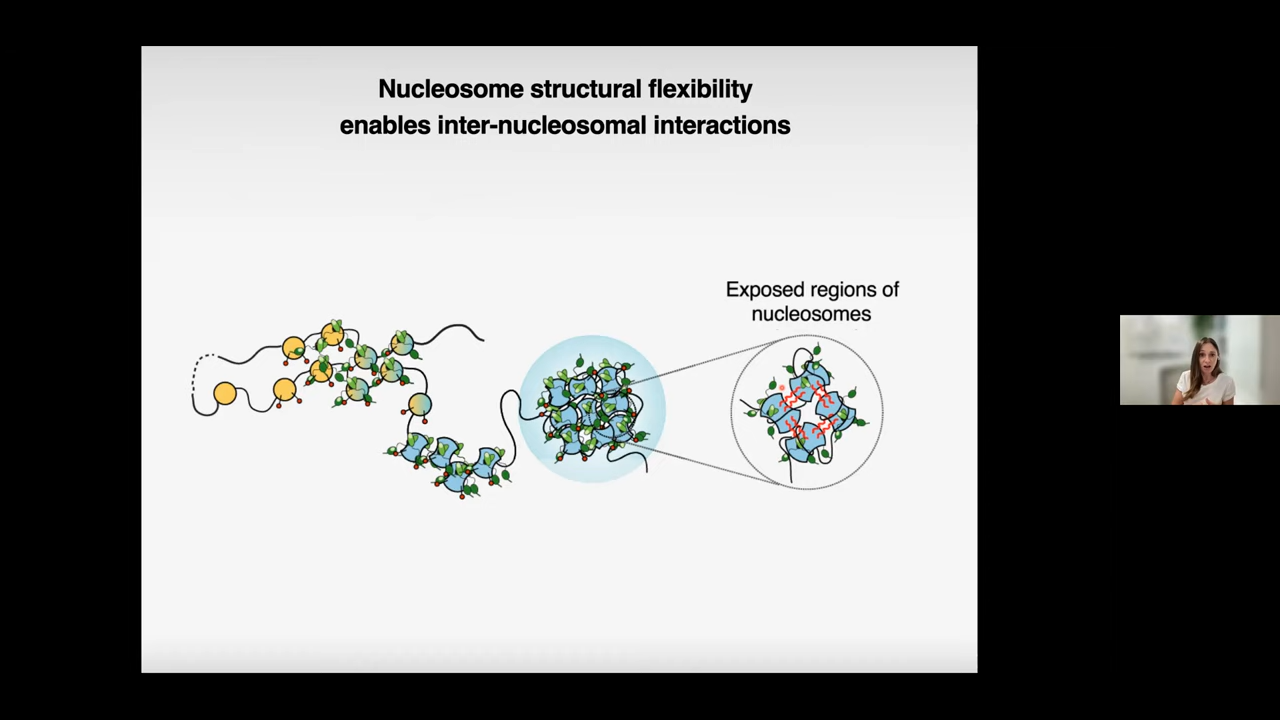 Nucleosome structural flexibility
enables inter-nucleosomal interactions
Exposed regions of
nucleosomes